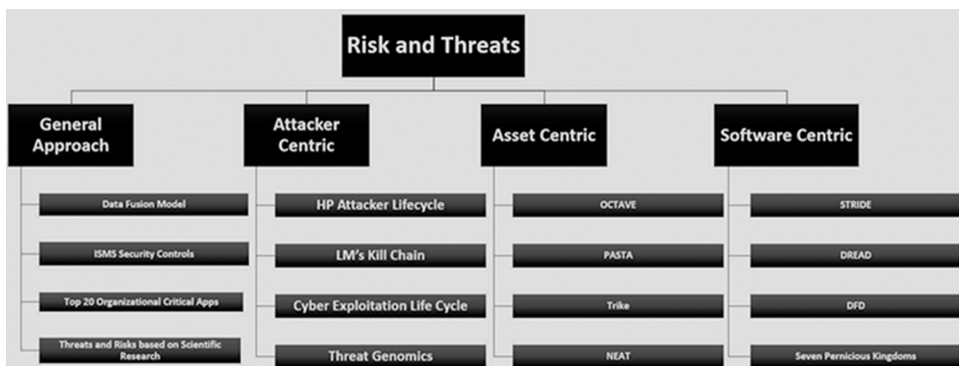 Risk and Threats
General
Approach
Attacker
Centric
Asset Centric
Software Centric
Data Fusion Model
ISMS Security Controls
Top 20 Organizational Critical Apps
Threats and Risks based on Scientific
Research
HP Attacker Lifecycle
LM's Kill Chain
Cyber Exploitation Life Cycle
Threat Genomics
OCTAVE
PASTA
Trike
NEAT
STRIDE
DREAD
DFD
Seven Pernicious Kingdoms